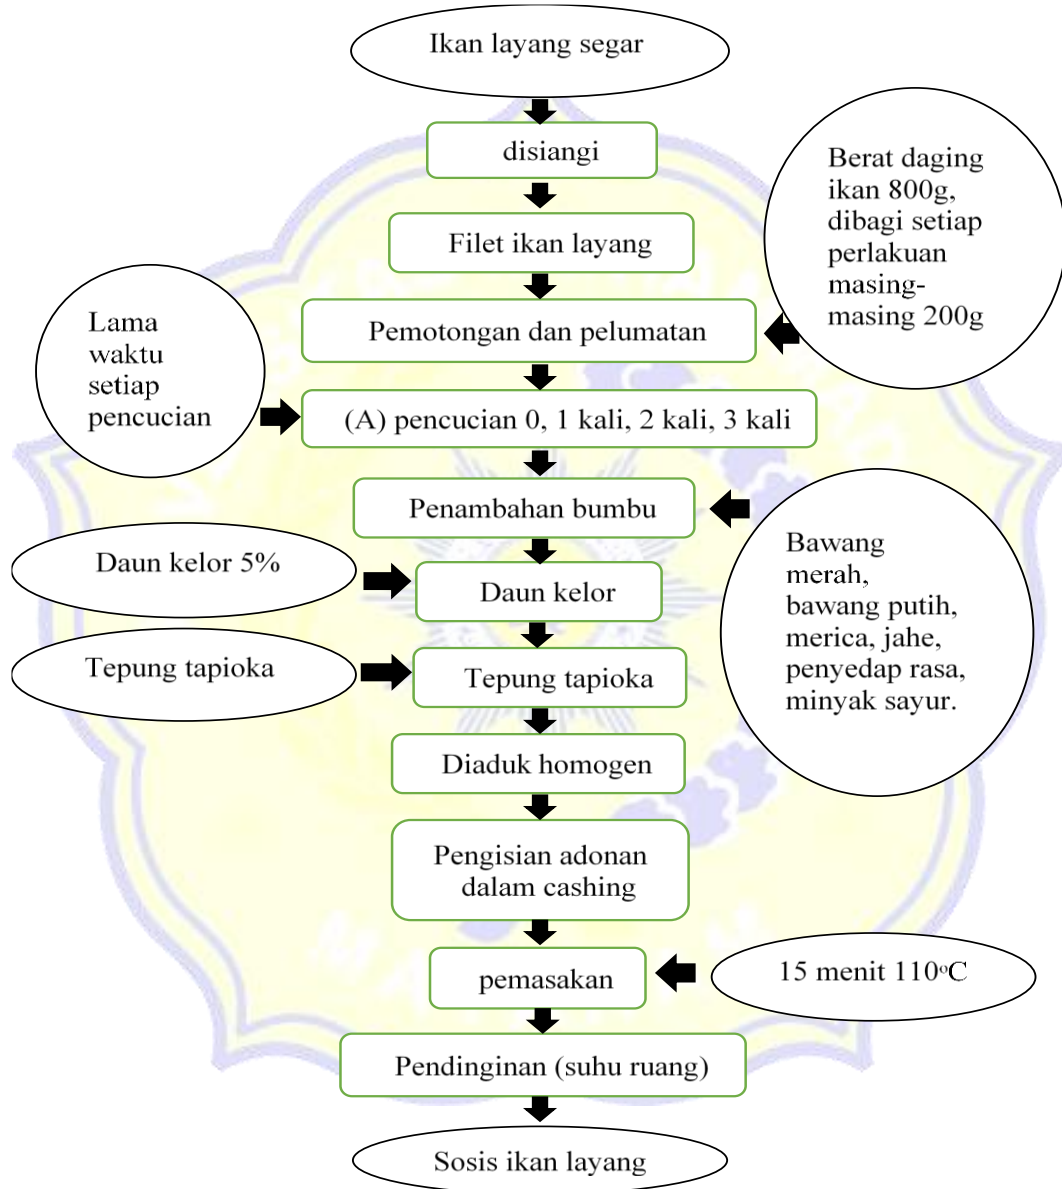 Ikan layang segar
disiangi
Berat daging
ikan 800g,
dibagi setiap
perlakuan
masing-
masing 200g
Filet ikan layang
Pemotongan dan pelumatan
Lama
waktu
setiap
pencucian
(A) pencucian 0, 1 kali, 2 kali, 3 kali
Penambahan bumbu
Bawang
merah,
bawang putih,
merica, jahe,
penyedap rasa,
minyak sayur.
Daun kelor 5%
Daun kelor
Tepung tapioka
Tepung tapioka
Diaduk homogen
Pengisian adonan
dalam cashing
pemasakan
15 menit 110°C
Pendinginan (suhu ruang)
Sosis ikan layang